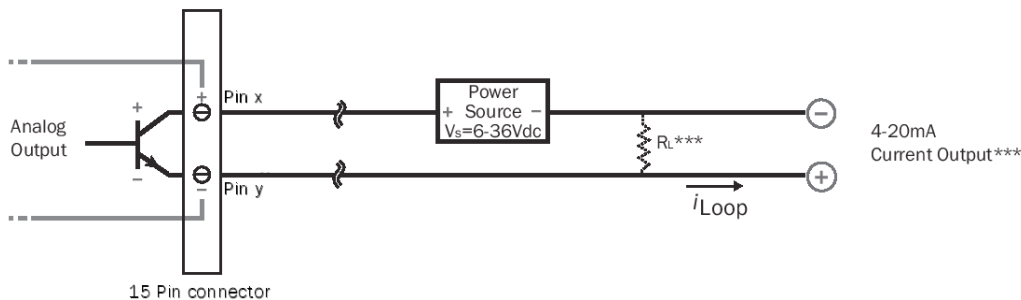 Analog
Output
+
−
+
Pin x
−
Pin y
Power
+ Source −
Vs=6-36Vdc
RL***
iLoop
−
+
4-20mA
Current Output***
15 Pin connector